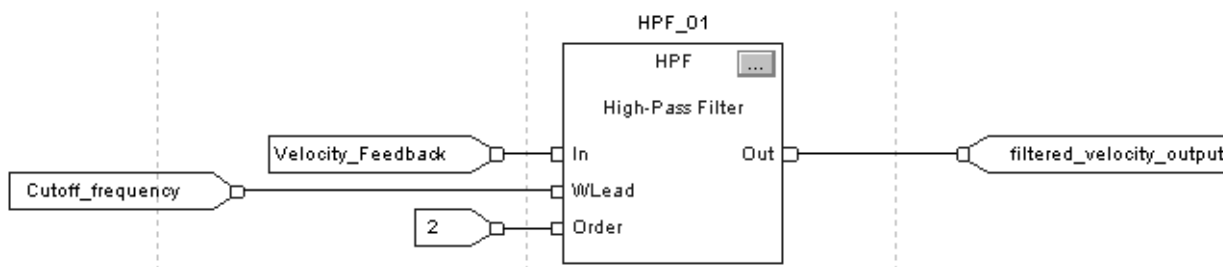 HPF_01
HPF
...
High-Pass Filter
Velocity_Feedback
In
Out
filtered_velocity_output
Cutoff_frequency
WLead
2
Order